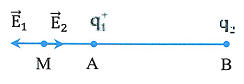 E⃗₁ E⃗₂ q₁⁺ q₂
M A B